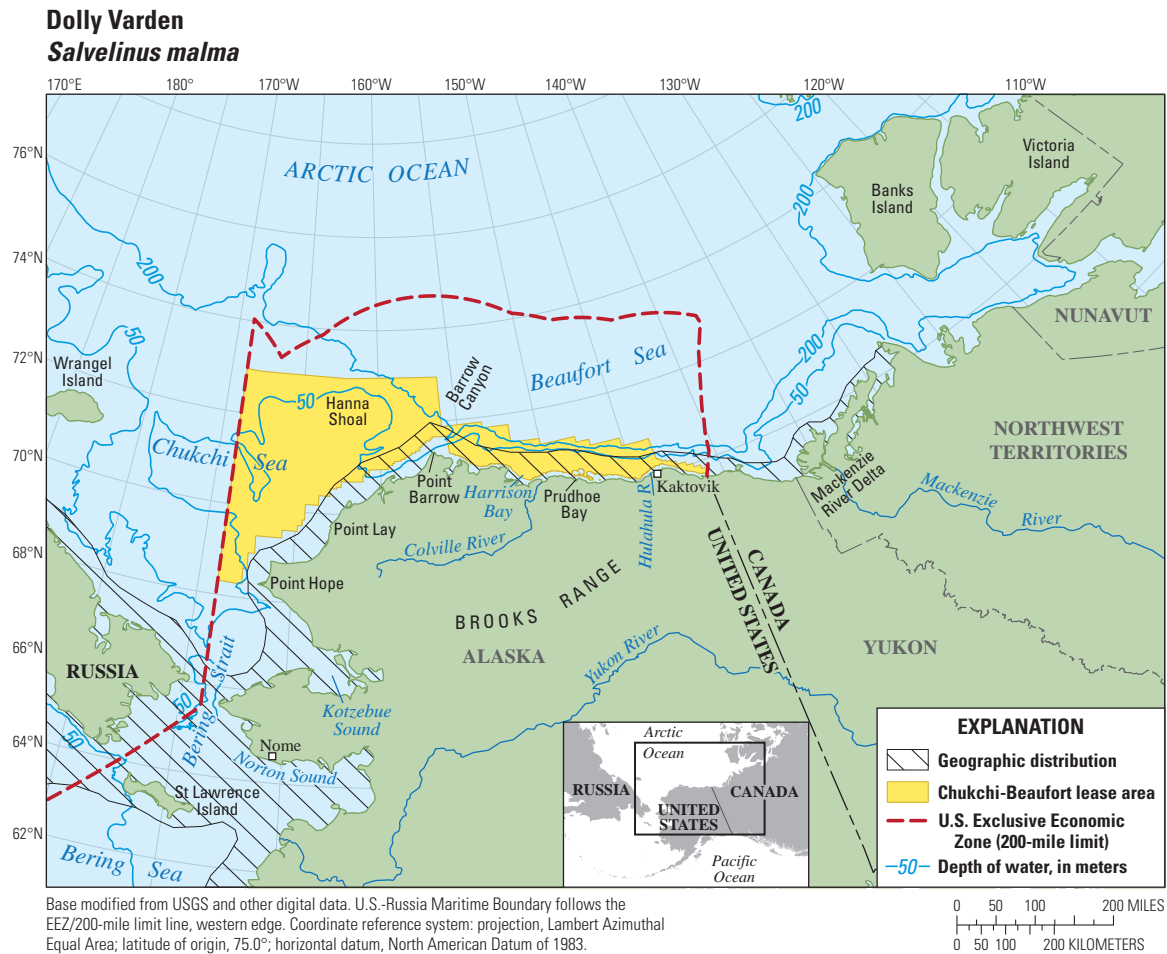 Dolly Varden
Salvelinus malma
170°E
180°
170°W
160°W
150°W
140°W
130°W
120°W
110°W
76°N
74°N
72°N
70°N
68°N
66°N
64°N
62°N
200
ARCTIC OCEAN
Victoria
Island
Banks
Island
200
200
NUNAVUT
50
Wrangel
Island
Beaufort Sea
200
Barrow
Canyon
50
Hanna
Shoal
50
Chukchi Sea
NORTHWEST
TERRITORIES
Point
Barrow
Harrison
Bay
Prudhoe
Bay
Hulahula R.
Kaktovik
Mackenzie
River Delta
Mackenzie River
Point Lay
Colville River
Point Hope
BROOKS RANGE
CANADA
UNITED STATES
ALASKA
YUKON
Yukon River
RUSSIA
Bering Strait
50
Kotzebue
Sound
50
Nome
Norton Sound
St Lawrence
Island
Bering Sea
Arctic
Ocean
RUSSIA
CANADA
UNITED
STATES
Pacific
Ocean
EXPLANATION
Geographic distribution
Chukchi-Beaufort lease area
U.S. Exclusive Economic
Zone (200-mile limit)
50 Depth of water, in meters
Base modified from USGS and other digital data. U.S.-Russia Maritime Boundary follows the
EEZ/200-mile limit line, western edge. Coordinate reference system: projection, Lambert Azimuthal
Equal Area; latitude of origin, 75.0°; horizontal datum, North American Datum of 1983.
0 50 100 200 MILES
0 50 100 200 KILOMETERS